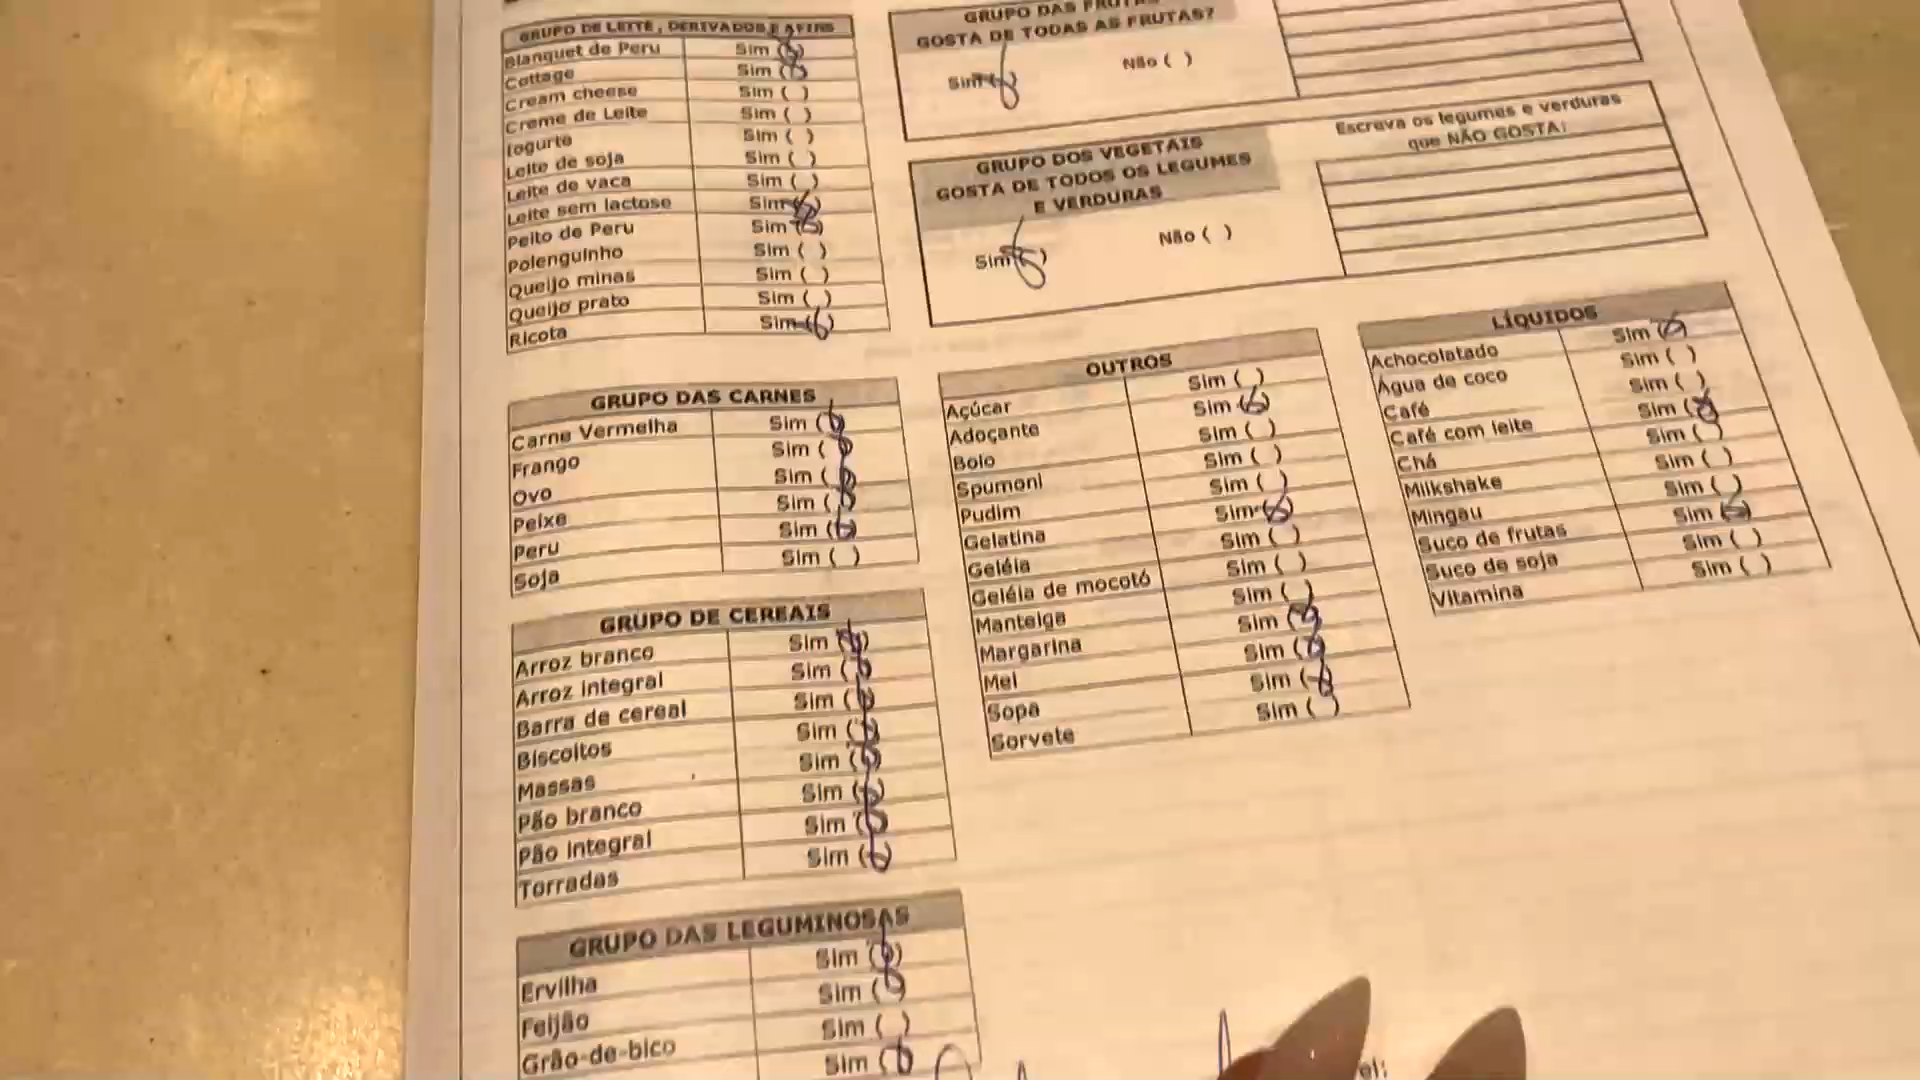 GRUPO DE LEITE, DERIVADOS E AFINS
Blanquet de Peru Sim ( )
Cottage Sim ( )
Cream cheese Sim ( )
Creme de Leite Sim ( )
Iogurte Sim ( )
Leite de soja Sim ( )
Leite de vaca Sim ( )
Leite sem lactose Sim ( )
Peito de Peru Sim ( )
Polenguinho Sim ( )
Queijo minas Sim ( )
Queijo prato Sim ( )
Ricota Sim ( )
GRUPO DAS CARNES
Carne Vermelha Sim ( )
Frango Sim ( )
Ovo Sim ( )
Peixe Sim ( )
Peru Sim ( )
Soja Sim ( )
GRUPO DE CEREAIS
Arroz branco Sim ( )
Arroz integral Sim ( )
Barra de cereal Sim ( )
Biscoitos Sim ( )
Massas Sim ( )
Pão branco Sim ( )
Pão integral Sim ( )
Torradas Sim ( )
GRUPO DAS LEGUMINOSAS
Ervilha Sim ( )
Feijão Sim ( )
Grão-de-bico Sim ( )
Sim ( )
GRUPO DAS FRUTAS
GOSTA DE TODAS AS FRUTAS?
Sim ( ) Não ( )
GRUPO DOS VEGETAIS
GOSTA DE TODOS OS LEGUMES
E VERDURAS
Sim ( ) Não ( )
Escreva os legumes e verduras
que NÃO GOSTA:
OUTROS
Açúcar Sim ( )
Adoçante Sim ( )
Bolo Sim ( )
Spumoni Sim ( )
Pudim Sim ( )
Gelatina Sim ( )
Geléia Sim ( )
Geléia de mocotó Sim ( )
Manteiga Sim ( )
Margarina Sim ( )
Mel Sim ( )
Sopa Sim ( )
Sorvete Sim ( )
LÍQUIDOS
Achocolatado Sim ( )
Água de coco Sim ( )
Café Sim ( )
Café com leite Sim ( )
Chá Sim ( )
Milkshake Sim ( )
Mingau Sim ( )
Suco de frutas Sim ( )
Suco de soja Sim ( )
Vitamina Sim ( )